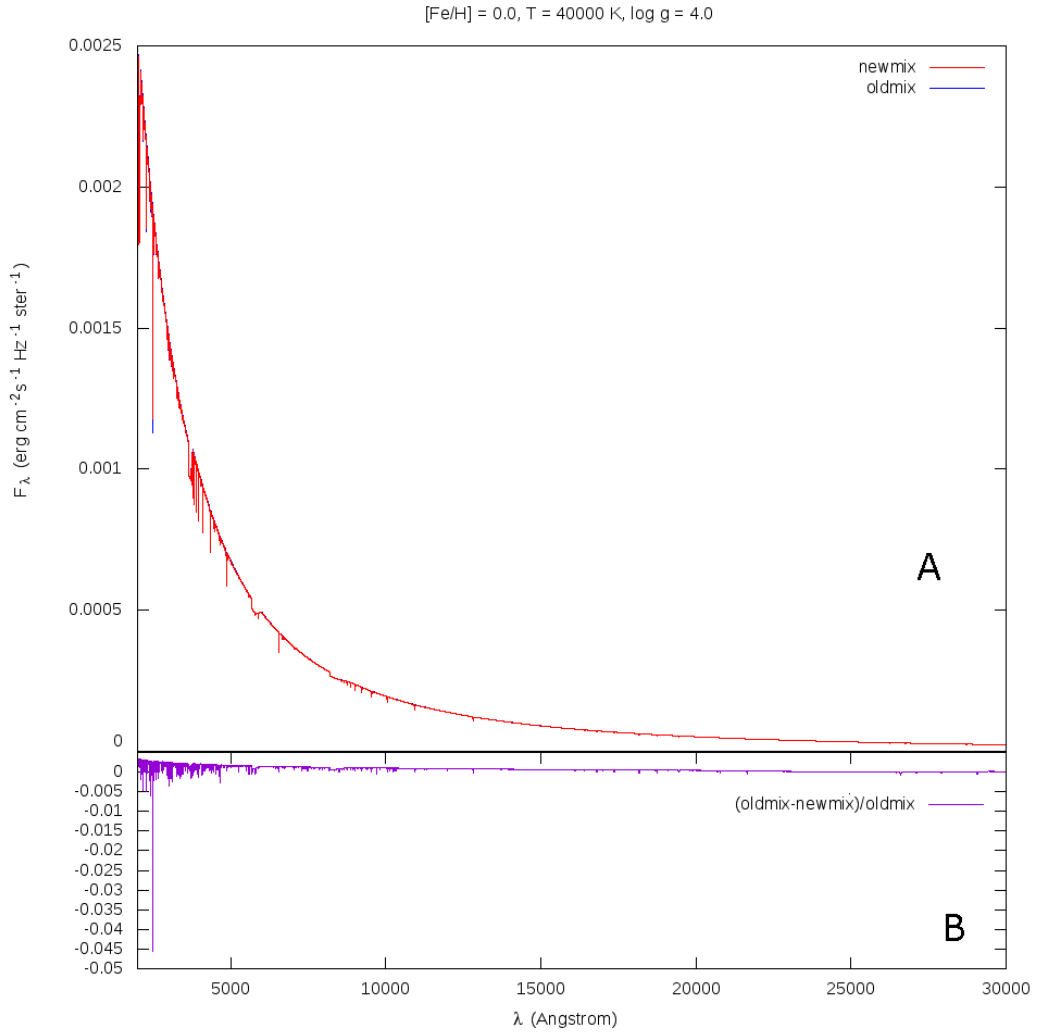 [Fe/H] = 0.0, T = 40000 K, log g = 4.0
0.0025
0.002
0.0015
0.001
0.0005
0
F λ (erg cm⁻²s⁻¹ Hz⁻¹ ster⁻¹)
newmix
oldmix
A
0
-0.005
-0.01
-0.015
-0.02
-0.025
-0.03
-0.035
-0.04
-0.045
-0.05
(oldmix-newmix)/oldmix
B
5000 10000 15000 20000 25000 30000
λ (Angstrom)